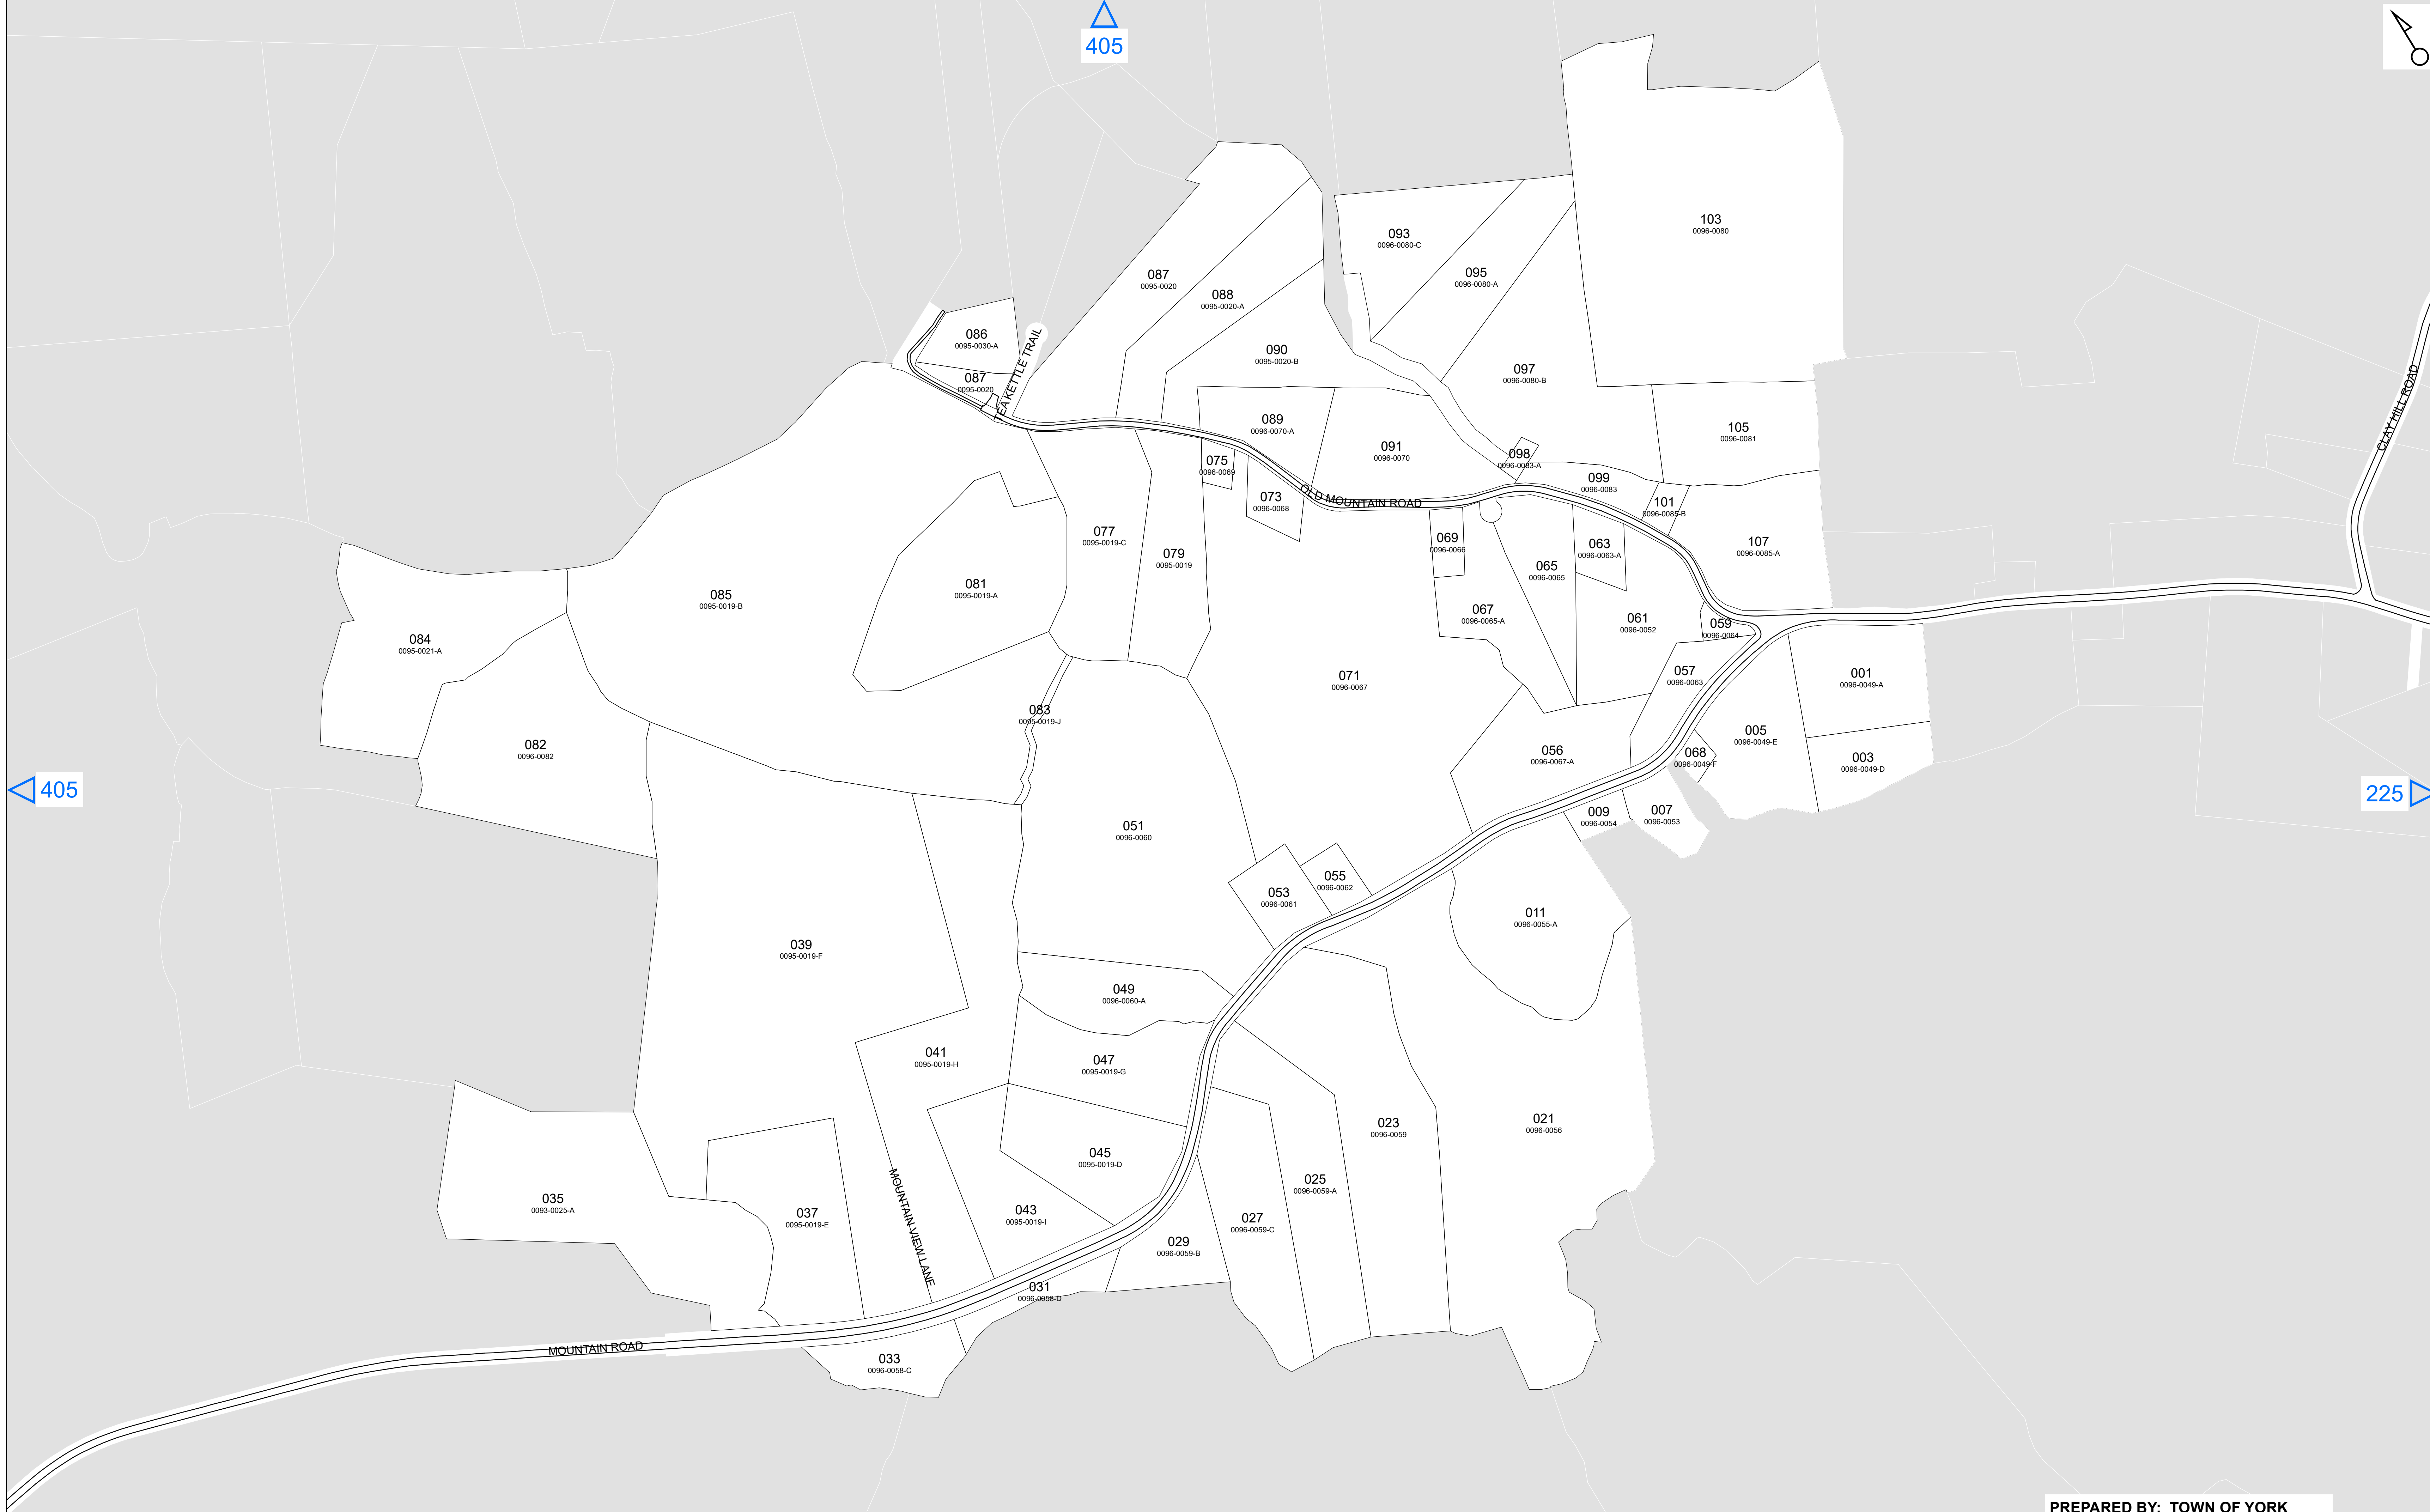 405
103
0096-0080
093
0096-0080-C
095
0096-0080-A
087
0095-0020
088
0095-0020-A
086
0095-0030-A
TEA KETTLE TRAIL
090
0095-0020-B
097
0096-0080-B
087
0095-0020
CLAY HILL ROAD
089
0096-0070-A
091
0096-0070
105
0096-0081
098
0096-0083-A
075
0096-0069
099
0096-0083
073
0096-0068
OLD MOUNTAIN ROAD
101
0096-0085-B
077
0095-0019-C
069
0096-0066
063
0096-0063-A
107
0096-0085-A
079
0095-0019
065
0096-0065
081
0095-0019-A
085
0095-0019-B
067
0096-0065-A
061
0096-0052
059
0096-0064
084
0095-0021-A
071
0096-0067
057
0096-0063
001
0096-0049-A
083
0095-0019-J
005
0096-0049-E
082
0096-0082
056
0096-0067-A
068
0096-0049-F
003
0096-0049-D
405
225
009
0096-0054
007
0096-0053
051
0096-0060
055
0096-0062
053
0096-0061
011
0096-0055-A
039
0095-0019-F
049
0096-0060-A
041
0095-0019-H
047
0095-0019-G
023
0096-0059
021
0096-0056
045
0095-0019-D
025
0096-0059-A
035
0093-0025-A
037
0095-0019-E
MOUNTAIN VIEW LANE
043
0095-0019-I
027
0096-0059-C
029
0096-0059-B
031
0096-0058-D
MOUNTAIN ROAD
033
0096-0058-C
PREPARED BY: TOWN OF YORK